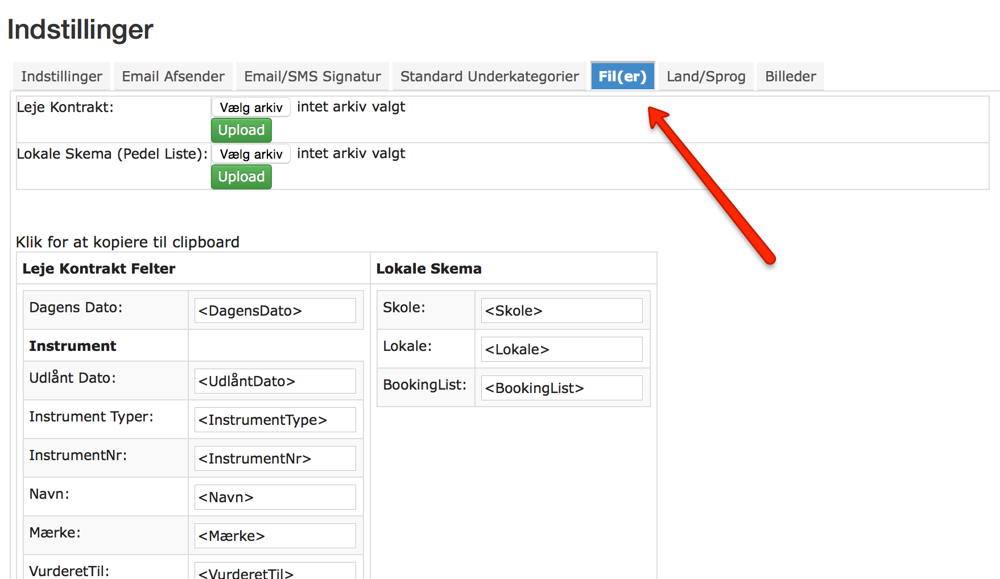 Indstillinger
Indstillinger Email Afsender Email/SMS Signatur Standard Underkategorier Fil(er) Land/Sprog Billeder
Leje Kontrakt: Vælg arkiv intet arkiv valgt
Upload
Lokale Skema (Pedel Liste): Vælg arkiv intet arkiv valgt
Upload
Klik for at kopiere til clipboard
Leje Kontrakt Felter Lokale Skema
Dagens Dato: <DagensDato> Skole: <Skole>
Instrument Lokale: <Lokale>
Udlånt Dato: <UdlåntDato> BookingList: <BookingList>
Instrument Typer: <InstrumentType>
InstrumentNr: <InstrumentNr>
Navn: <Navn>
Mærke: <Mærke>
VurderetTil: <VurderetTil>